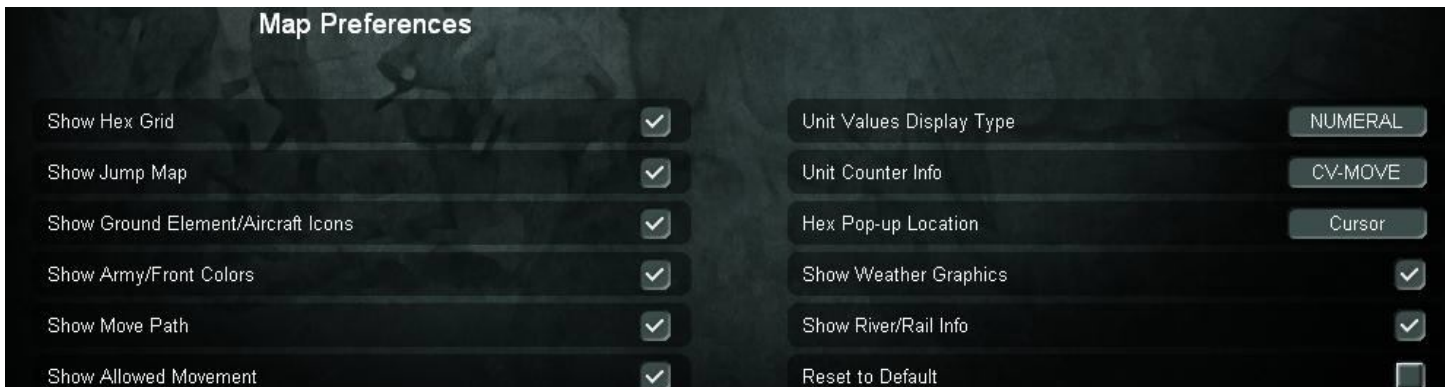 Map Preferences
Show Hex Grid
Unit Values Display Type NUMERAL
Show Jump Map
Unit Counter Info CV-MOVE
Show Ground Element/Aircraft Icons
Hex Pop-up Location Cursor
Show Army/Front Colors
Show Weather Graphics
Show Move Path
Show River/Rail Info
Show Allowed Movement
Reset to Default